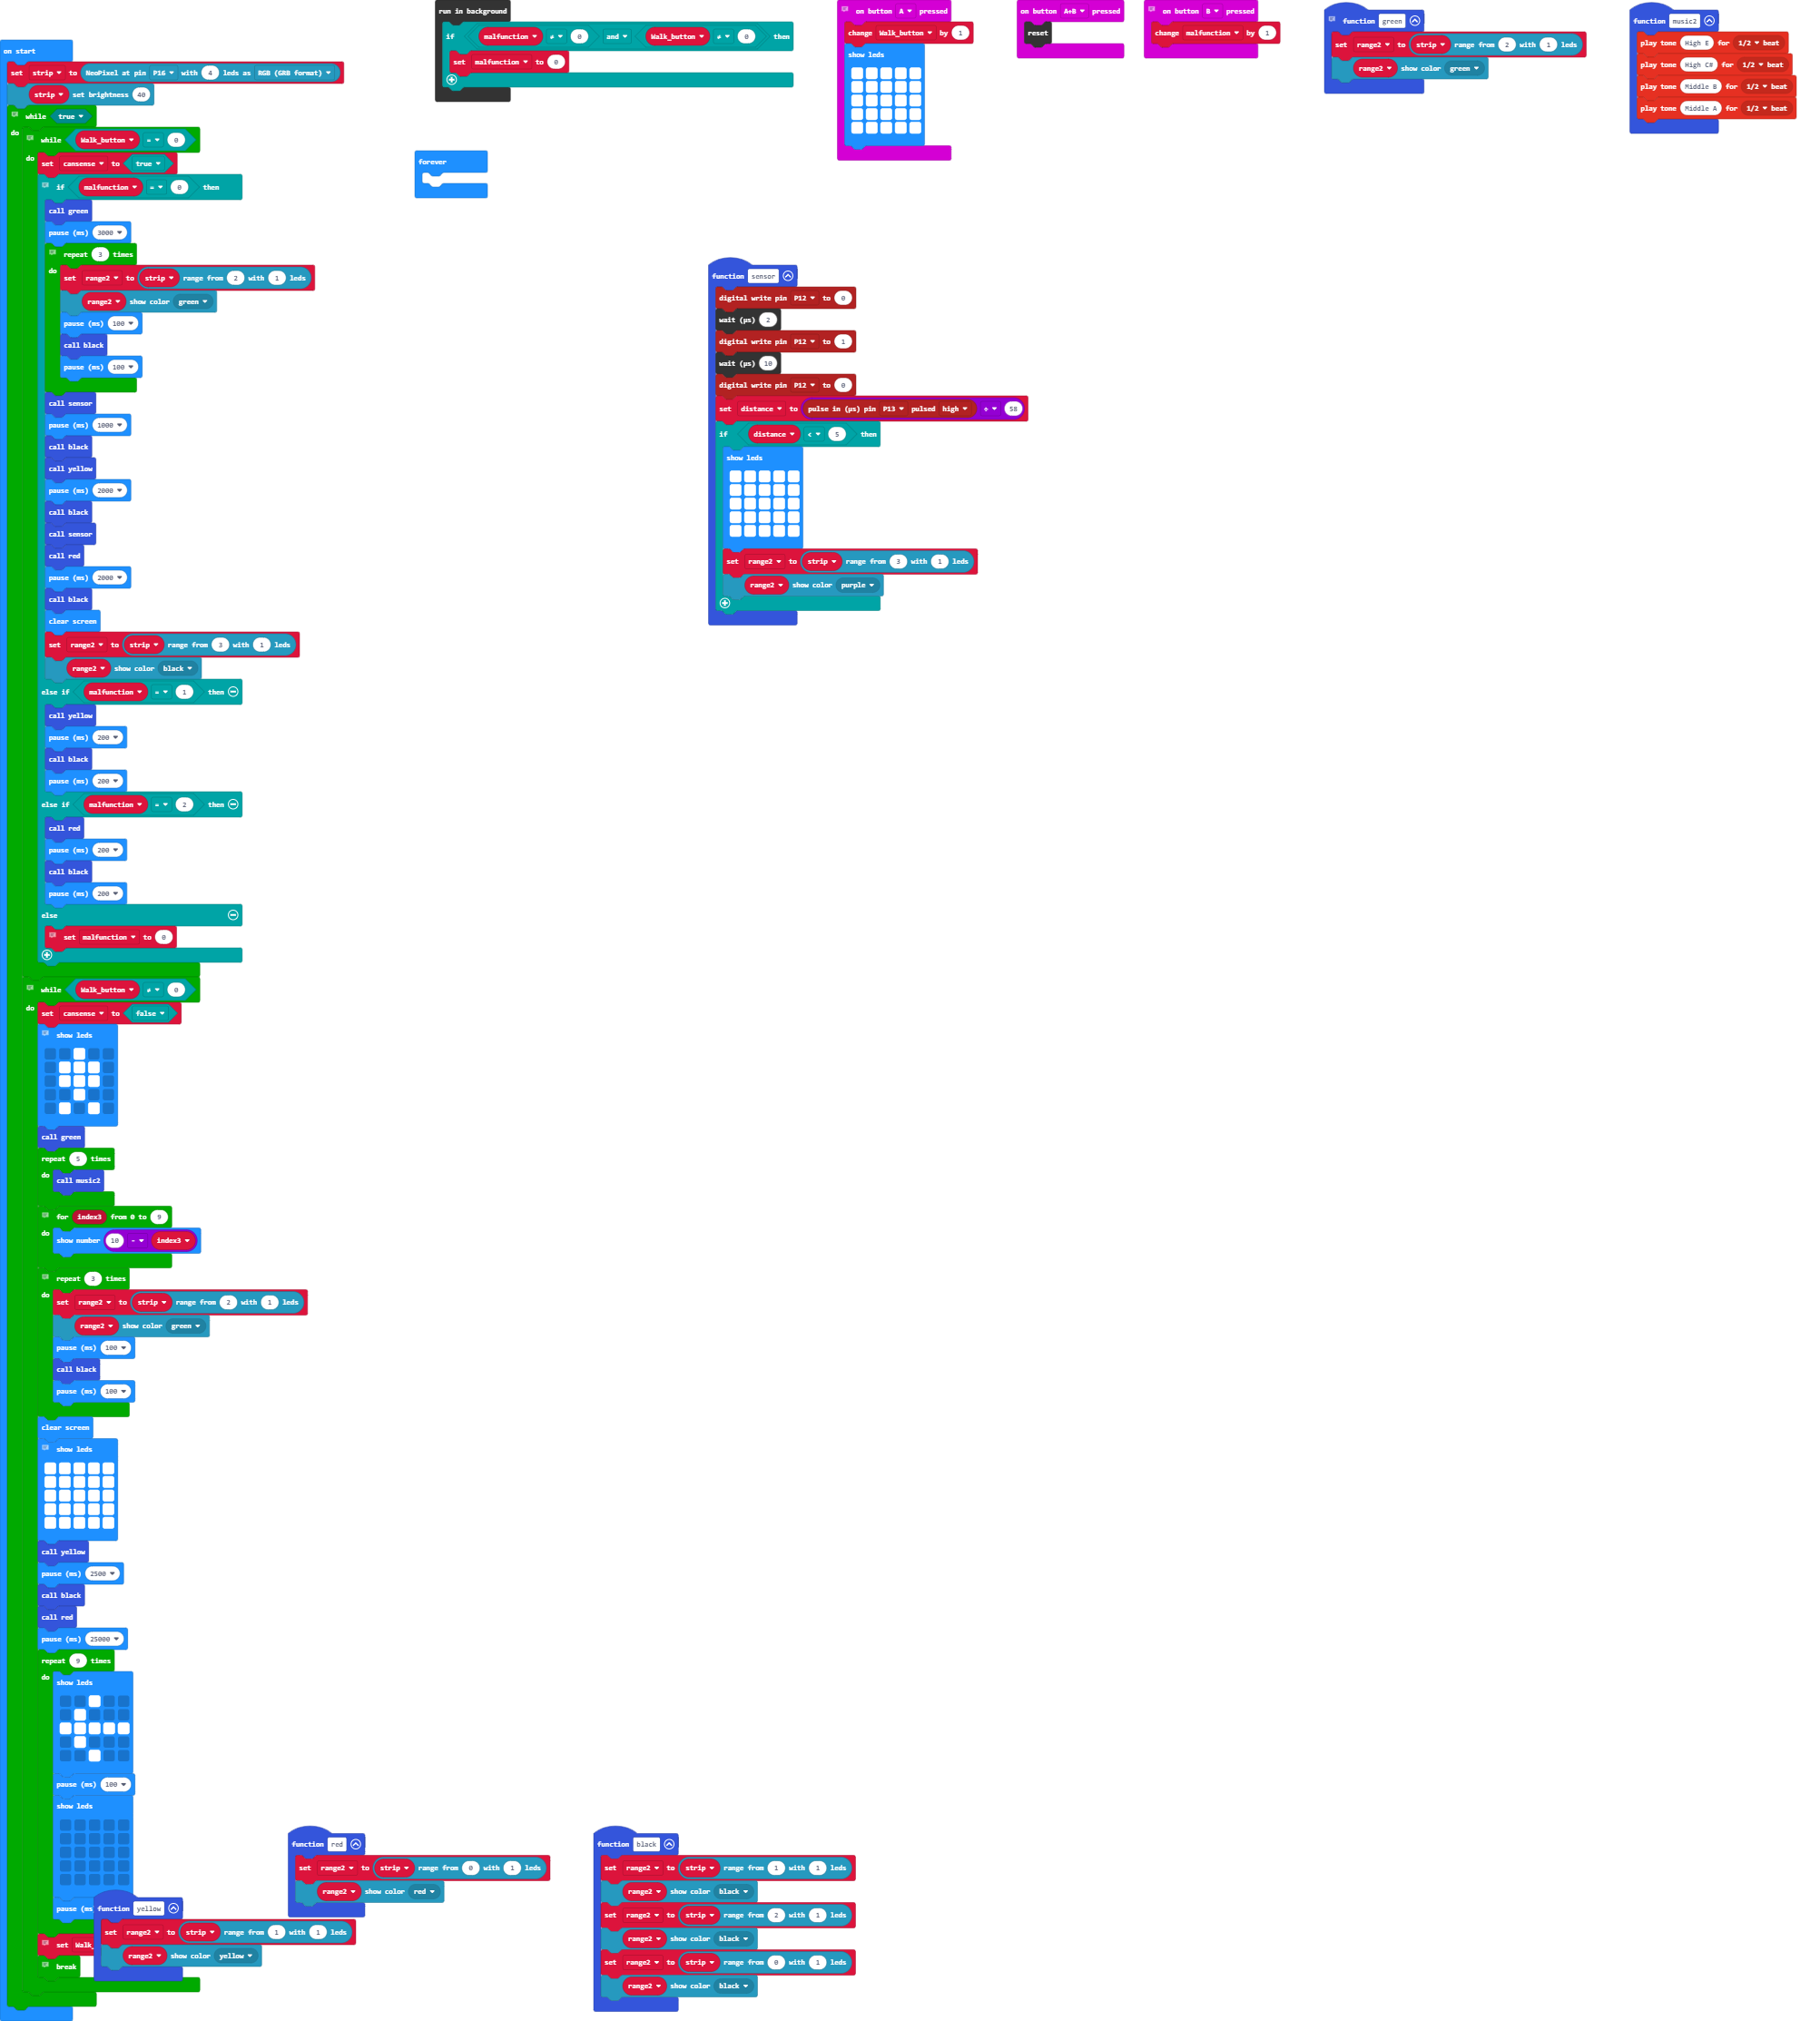 on start
set strip to NeoPixel at pin P16 with 4 leds as RGB (GRB format)
strip set brightness 40
while true
do
while Walk_button = 0
do
set cansense to true
if malfunction = 0 then
call green
pause (ms) 3000
repeat 3 times
do
set range2 to strip range from 2 with 1 leds
range2 show color green
pause (ms) 100
call black
pause (ms) 100
call sensor
pause (ms) 1000
call black
call yellow
pause (ms) 2000
call black
call sensor
call red
pause (ms) 2000
call black
clear screen
set range2 to strip range from 3 with 1 leds
range2 show color black
else if malfunction = 1 then
call yellow
pause (ms) 200
call black
pause (ms) 200
else if malfunction = 2 then
call red
pause (ms) 200
call black
pause (ms) 200
else
set malfunction to 0
while Walk_button ≠ 0
do
set cansense to false
show leds
call green
repeat 5 times
do
call music2
for index3 from 0 to 9
do
show number 10 - index3
repeat 3 times
do
set range2 to strip range from 2 with 1 leds
range2 show color green
pause (ms) 100
call black
pause (ms) 100
clear screen
show leds
call yellow
pause (ms) 2500
call black
call red
pause (ms) 25000
repeat 9 times
do
show leds
pause (ms) 100
show leds
pause (ms
set Walk_
break
run in background
if malfunction ≠ 0 and Walk_button ≠ 0 then
set malfunction to 0
forever
on button A pressed
change Walk_button by 1
show leds
on button A+B pressed
reset
on button B pressed
change malfunction by 1
function green
set range2 to strip range from 2 with 1 leds
range2 show color green
function music2
play tone High E for 1/2 beat
play tone High C# for 1/2 beat
play tone Middle B for 1/2 beat
play tone Middle A for 1/2 beat
function sensor
digital write pin P12 to 0
wait (µs) 2
digital write pin P12 to 1
wait (µs) 10
digital write pin P12 to 0
set distance to pulse in (µs) pin P13 pulsed high ÷ 58
if distance < 5 then
show leds
set range2 to strip range from 3 with 1 leds
range2 show color purple
function yellow
set range2 to strip range from 1 with 1 leds
range2 show color yellow
function red
set range2 to strip range from 0 with 1 leds
range2 show color red
function black
set range2 to strip range from 1 with 1 leds
range2 show color black
set range2 to strip range from 2 with 1 leds
range2 show color black
set range2 to strip range from 0 with 1 leds
range2 show color black